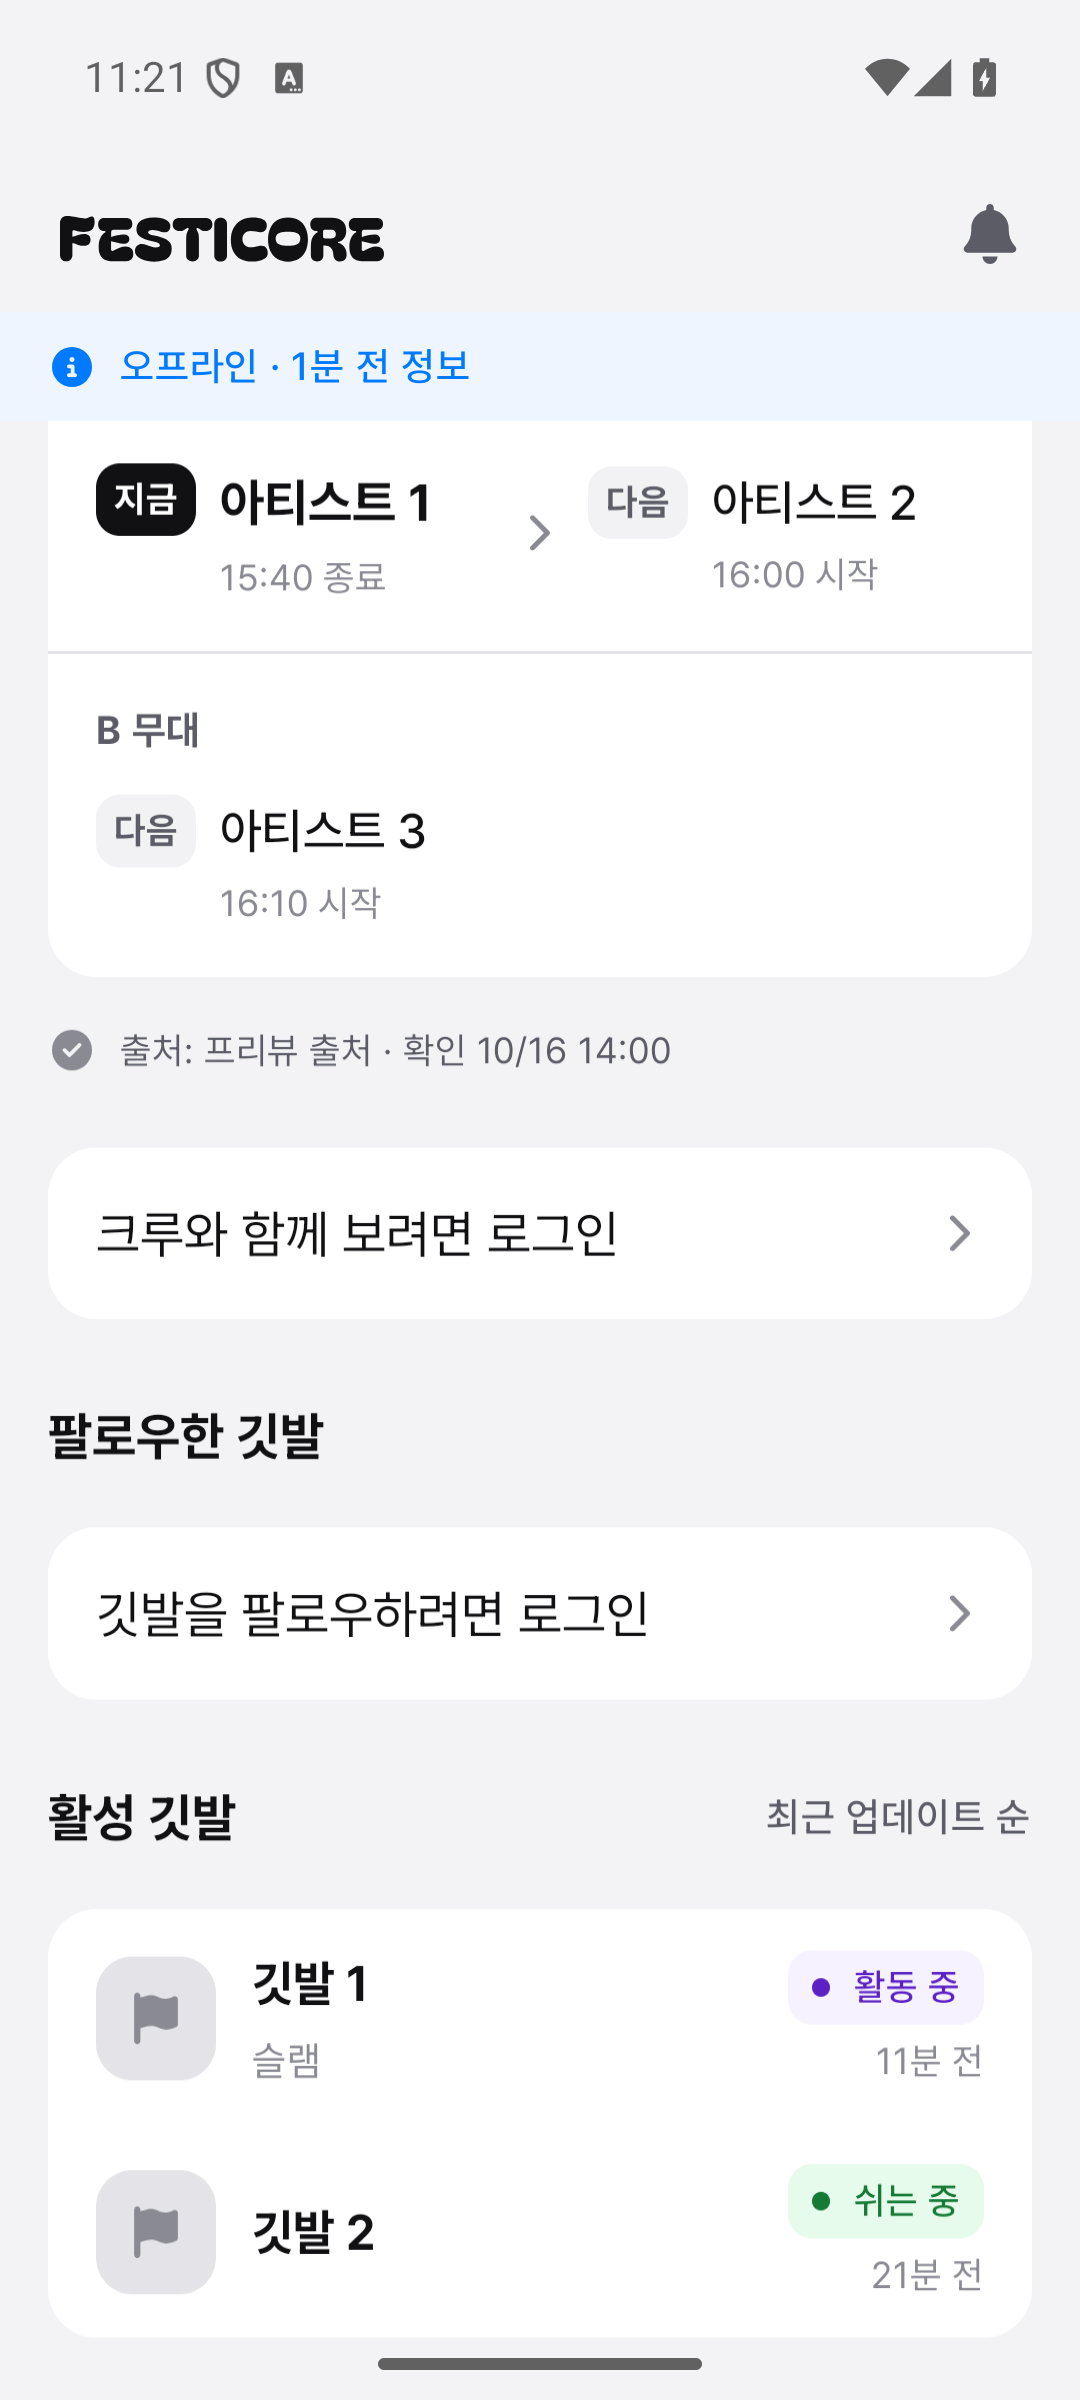 11:21
FESTICORE
오프라인 · 1분 전 정보
지금 아티스트 1
15:40 종료
다음 아티스트 2
16:00 시작
B 무대
다음 아티스트 3
16:10 시작
출처: 프리뷰 출처 · 확인 10/16 14:00
크루와 함께 보려면 로그인
팔로우한 깃발
깃발을 팔로우하려면 로그인
활성 깃발
최근 업데이트 순
깃발 1
슬램
활동 중
11분 전
깃발 2
쉬는 중
21분 전